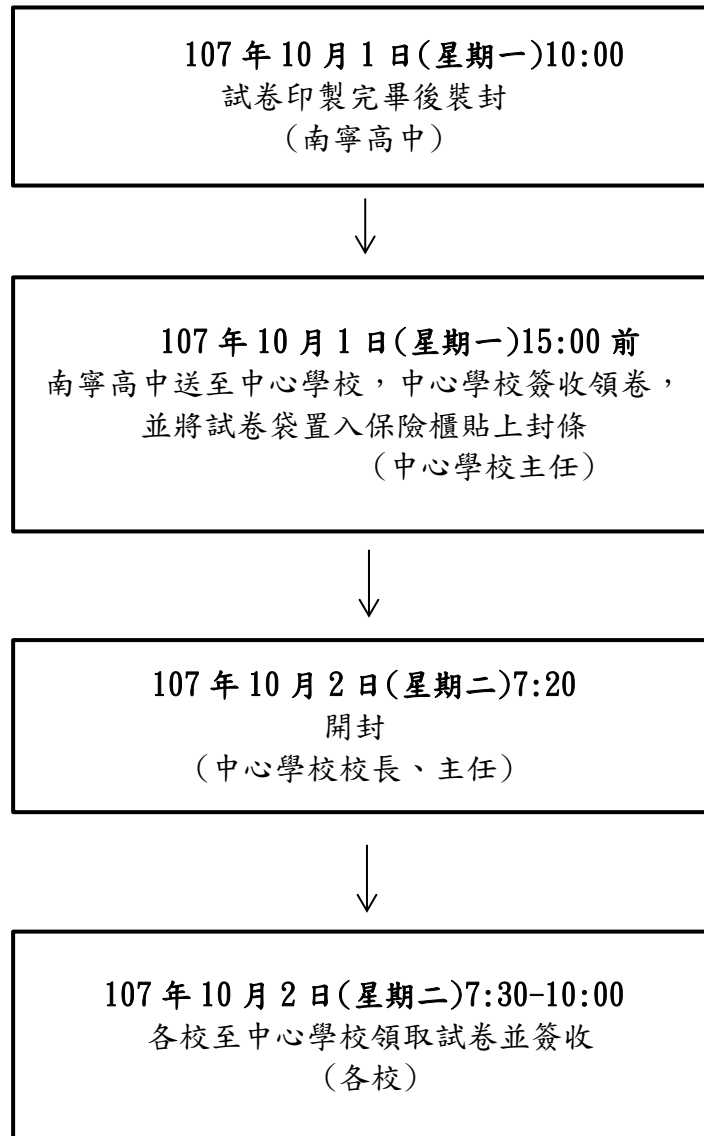 107 年 10 月 1 日(星期一)10:00
試卷印製完畢後裝封
（南寧高中）
107 年 10 月 1 日(星期一)15:00 前
南寧高中送至中心學校，中心學校簽收領卷，
並將試卷袋置入保險櫃貼上封條
（中心學校主任）
107 年 10 月 2 日(星期二)7:20
開封
（中心學校校長、主任）
107 年 10 月 2 日(星期二)7:30-10:00
各校至中心學校領取試卷並簽收
（各校）